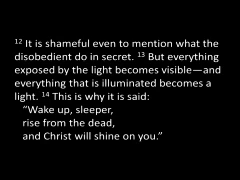 12 It is shameful even to mention what the
disobedient do in secret. 13 But everything
exposed by the light becomes visible—and
everything that is illuminated becomes a
light. 14 This is why it is said:
“Wake up, sleeper,
rise from the dead,
and Christ will shine on you.”